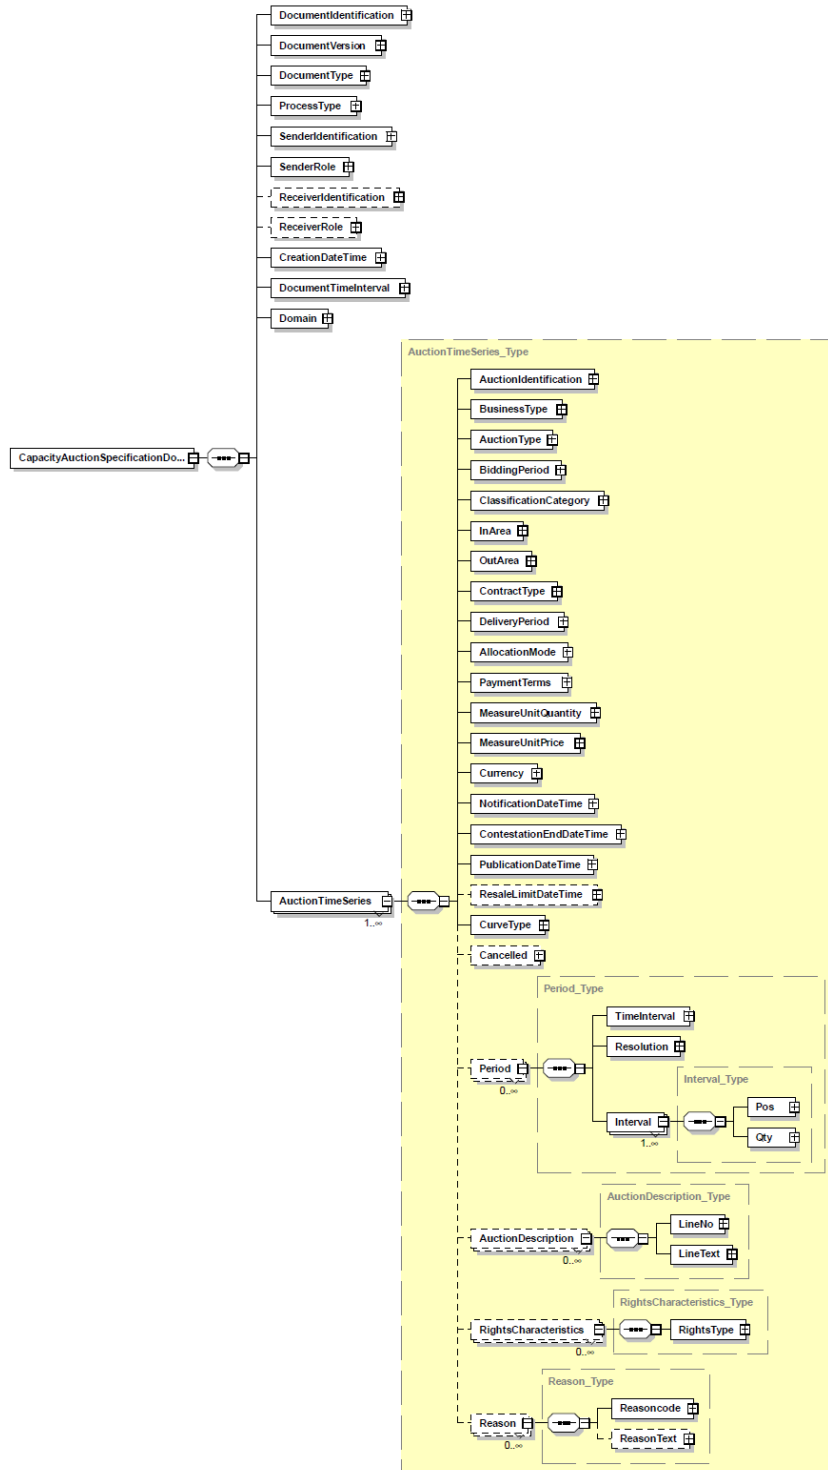 DocumentIdentification
DocumentVersion
DocumentType
ProcessType
SenderIdentification
SenderRole
ReceiverIdentification
ReceiverRole
CreationDateTime
DocumentTimeInterval
Domain
AuctionTimeSeries_Type
AuctionIdentification
BusinessType
AuctionType
CapacityAuctionSpecificationDo...
BiddingPeriod
ClassificationCategory
InArea
OutArea
ContractType
DeliveryPeriod
AllocationMode
PaymentTerms
MeasureUnitQuantity
MeasureUnitPrice
Currency
NotificationDateTime
ContestationEndDateTime
PublicationDateTime
ResaleLimitDateTime
AuctionTimeSeries
1..∞
CurveType
Cancelled
Period_Type
TimeInterval
Resolution
Period
0..∞
Interval_Type
Pos
Interval
1..∞
Qty
AuctionDescription_Type
LineNo
AuctionDescription
0..∞
LineText
RightsCharacteristics_Type
RightsCharacteristics
0..∞
RightsType
Reason_Type
Reasoncode
Reason
0..∞
ReasonText